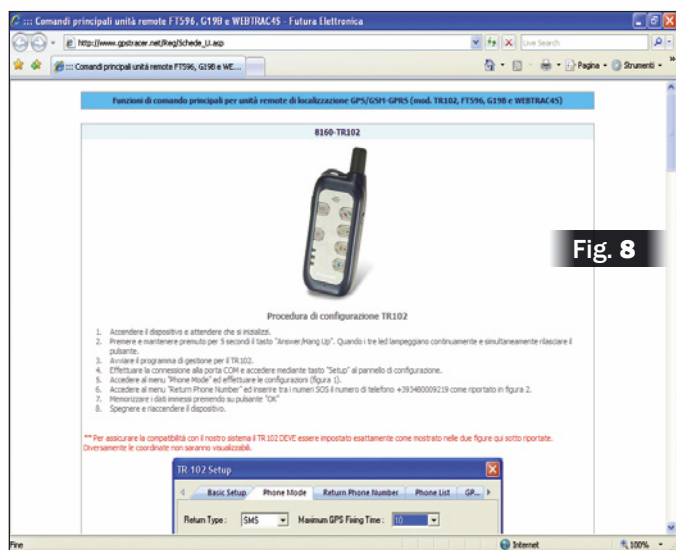 ::: Comandi principali unità remote FT596, G19B e WEBTRAC4S - Futura Elettronica
http://www.gpstracer.net/Reg/Schede_U.asp
Live Search
::: Comandi principali unità remote FT596, G19B e WE...
Pagina
Strumenti
Funzioni di comando principali per unità remote di localizzazione GPS/GSM-GPRS (mod. TR102, FT596, G19B e WEBTRAC4S)
8160-TR102
Fig. 8
Procedura di configurazione TR102
1. Accendere il dispositivo e attendere che si inizializzi.
2. Premere e mantenere premuto per 5 secondi il tasto "Answer/Hang Up". Quando i tre led lampeggiano continuamente e simultaneamente rilasciare il
pulsante.
3. Avviare il programma di gestione per il TR102.
4. Effettuare la connessione alla porta COM e accedere mediante tasto "Setup" al pannello di configurazione.
5. Accedere al menu "Phone Mode" ed effettuare le configurazioni (figura 1).
6. Accedere al menu "Return Phone Number" ed inserire tra i numeri SOS il numero di telefono +393480009219 come riportato in figura 2.
7. Memorizzare i dati immessi premendo su pulsante "OK"
8. Spegnere e riaccendere il dispositivo.
** Per assicurare la compatibilità con il nostro sistema il TR102 DEVE essere impostato esattamente come mostrato nelle due figure qui sotto riportate.
Diversamente le coordinate non saranno visualizzabili.
TR-102 Setup
Basic Setup Phone Mode Return Phone Number Phone List GP...
Return Type : SMS Maximum GPS Fixing Time : 10
Fine Internet 100%